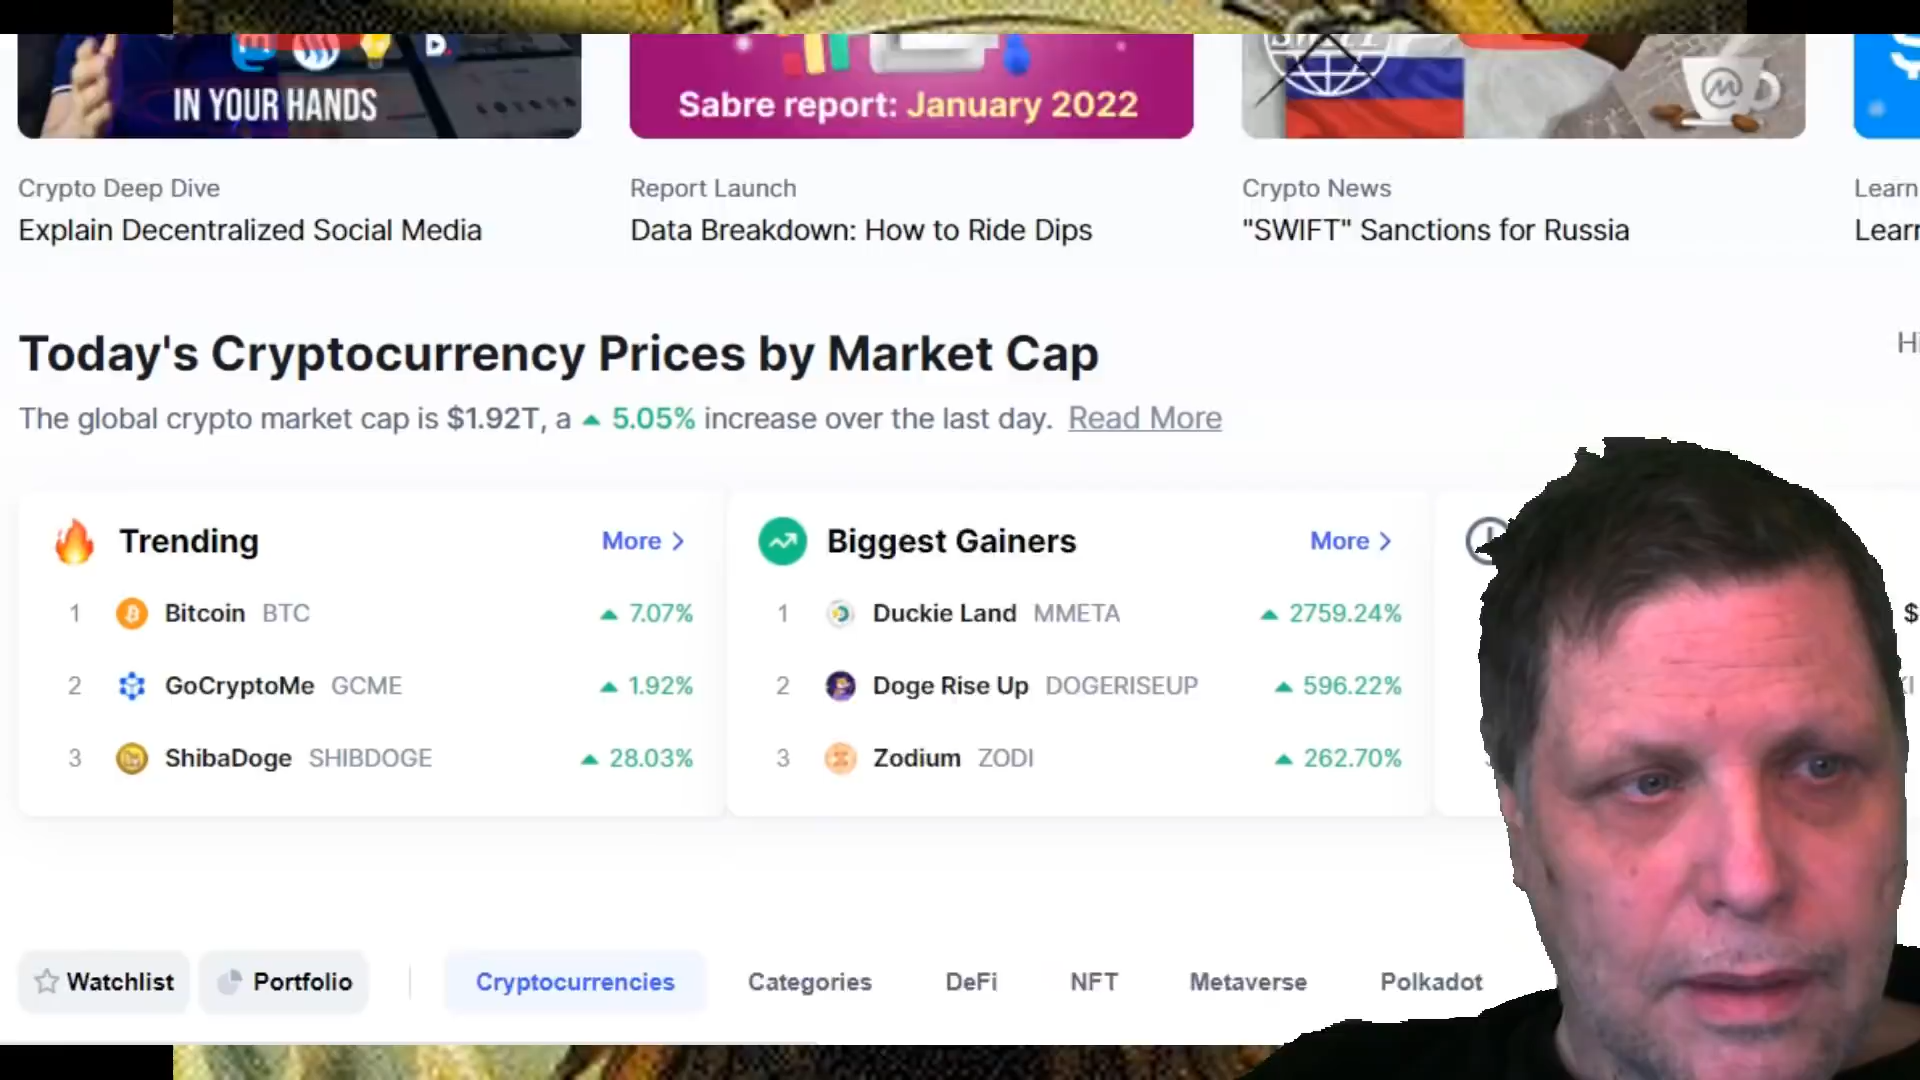 IN YOUR HANDS
Sabre report: January 2022
SWIFT
Crypto Deep Dive
Explain Decentralized Social Media
Report Launch
Data Breakdown: How to Ride Dips
Crypto News
"SWIFT" Sanctions for Russia
Learn
Learn
Today's Cryptocurrency Prices by Market Cap
Hi
The global crypto market cap is $1.92T, a 5.05% increase over the last day. Read More
Trending More >
1 Bitcoin BTC 7.07%
2 GoCryptoMe GCME 1.92%
3 ShibaDoge SHIBDOGE 28.03%
Biggest Gainers More >
1 Duckie Land MMETA 2759.24%
2 Doge Rise Up DOGERISEUP 596.22%
3 Zodium ZODI 262.70%
$
Watchlist Portfolio Cryptocurrencies Categories DeFi NFT Metaverse Polkadot